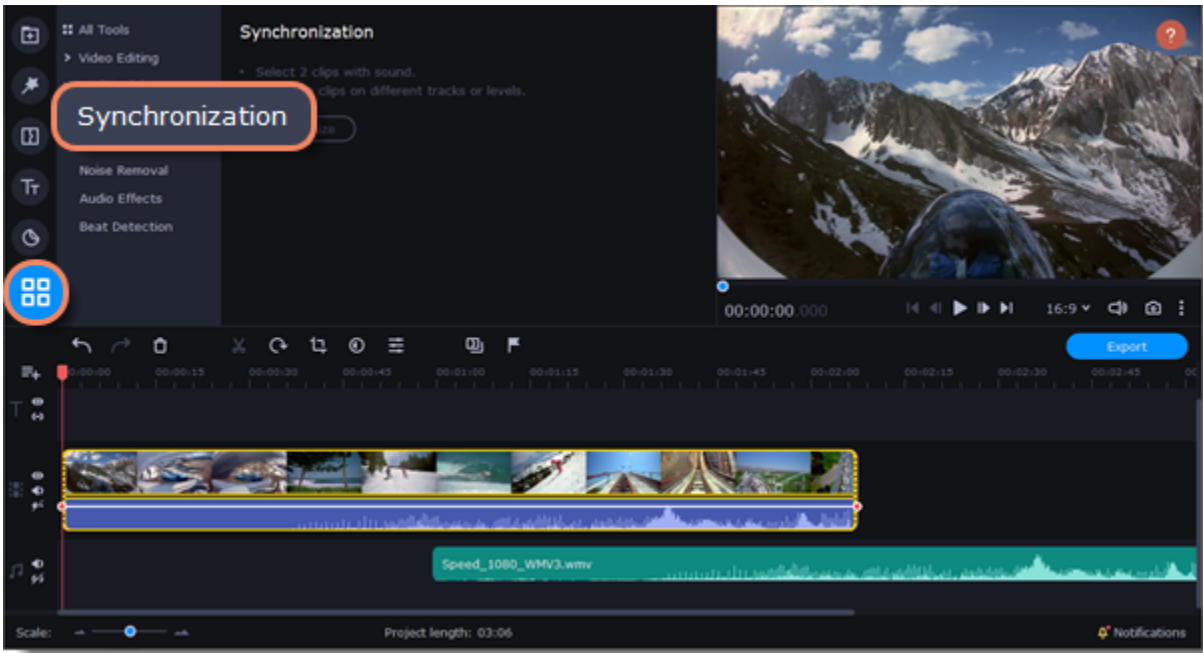 All Tools
Video Editing
Synchronization
Synchronization
Select 2 clips with sound.
clips on different tracks or levels.
Noise Removal
Audio Effects
Beat Detection
?
00:00:00.000
16:9
Export
0:00:00
00:00:15
00:00:30
00:00:45
00:01:00
00:01:15
00:01:30
00:01:45
00:02:00
00:02:15
00:02:30
00:02:45
Speed_1080_WMV3.wmv
Scale:
Project length: 03:06
Notifications